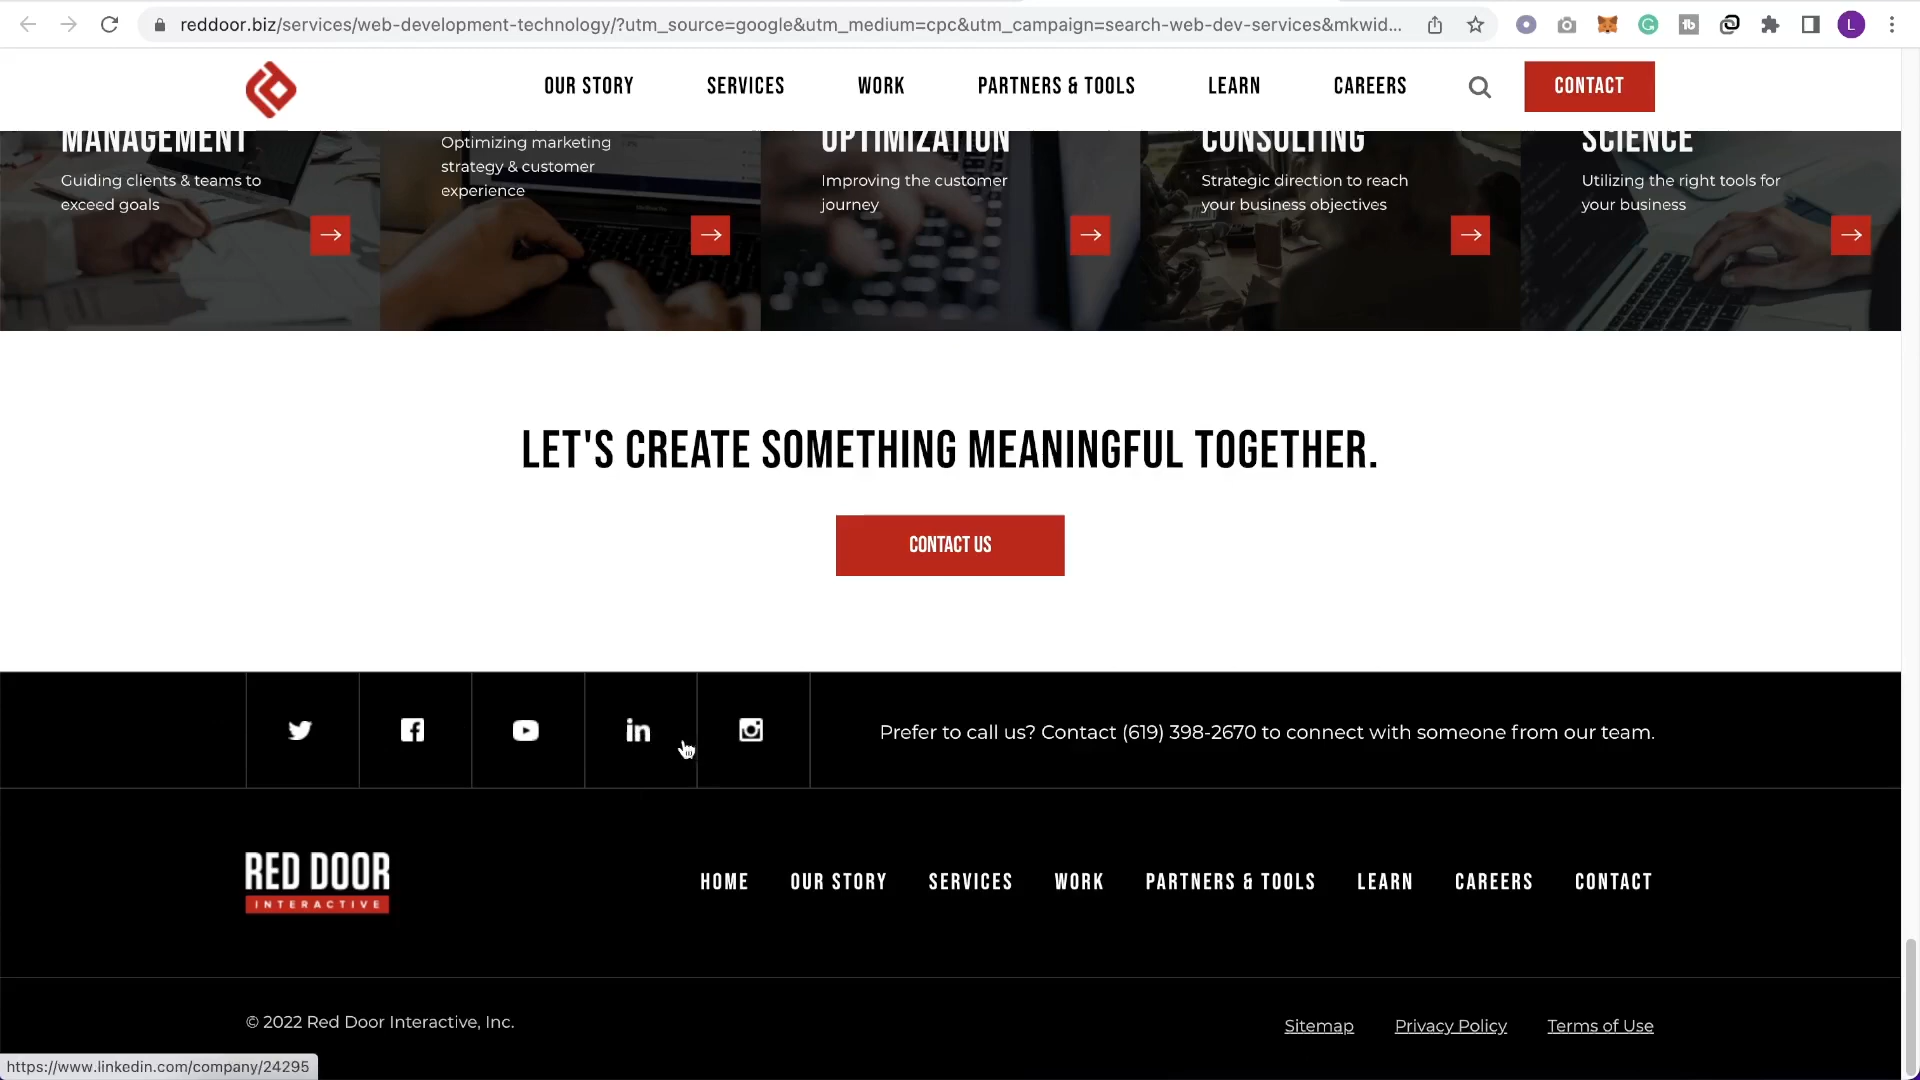 reddoor.biz/services/web-development-technology/?utm_source=google&utm_medium=cpc&utm_campaign=search-web-dev-services&mkwid...
L
OUR STORY
SERVICES
WORK
PARTNERS & TOOLS
LEARN
CAREERS
CONTACT
MANAGEMENT
Guiding clients & teams to
exceed goals
Optimizing marketing
strategy & customer
experience
OPTIMIZATION
Improving the customer
journey
CONSULTING
Strategic direction to reach
your business objectives
SCIENCE
Utilizing the right tools for
your business
LET'S CREATE SOMETHING MEANINGFUL TOGETHER.
CONTACT US
Prefer to call us? Contact (619) 398-2670 to connect with someone from our team.
RED DOOR
INTERACTIVE
HOME
OUR STORY
SERVICES
WORK
PARTNERS & TOOLS
LEARN
CAREERS
CONTACT
© 2022 Red Door Interactive, Inc.
Sitemap
Privacy Policy
Terms of Use
https://www.linkedin.com/company/24295